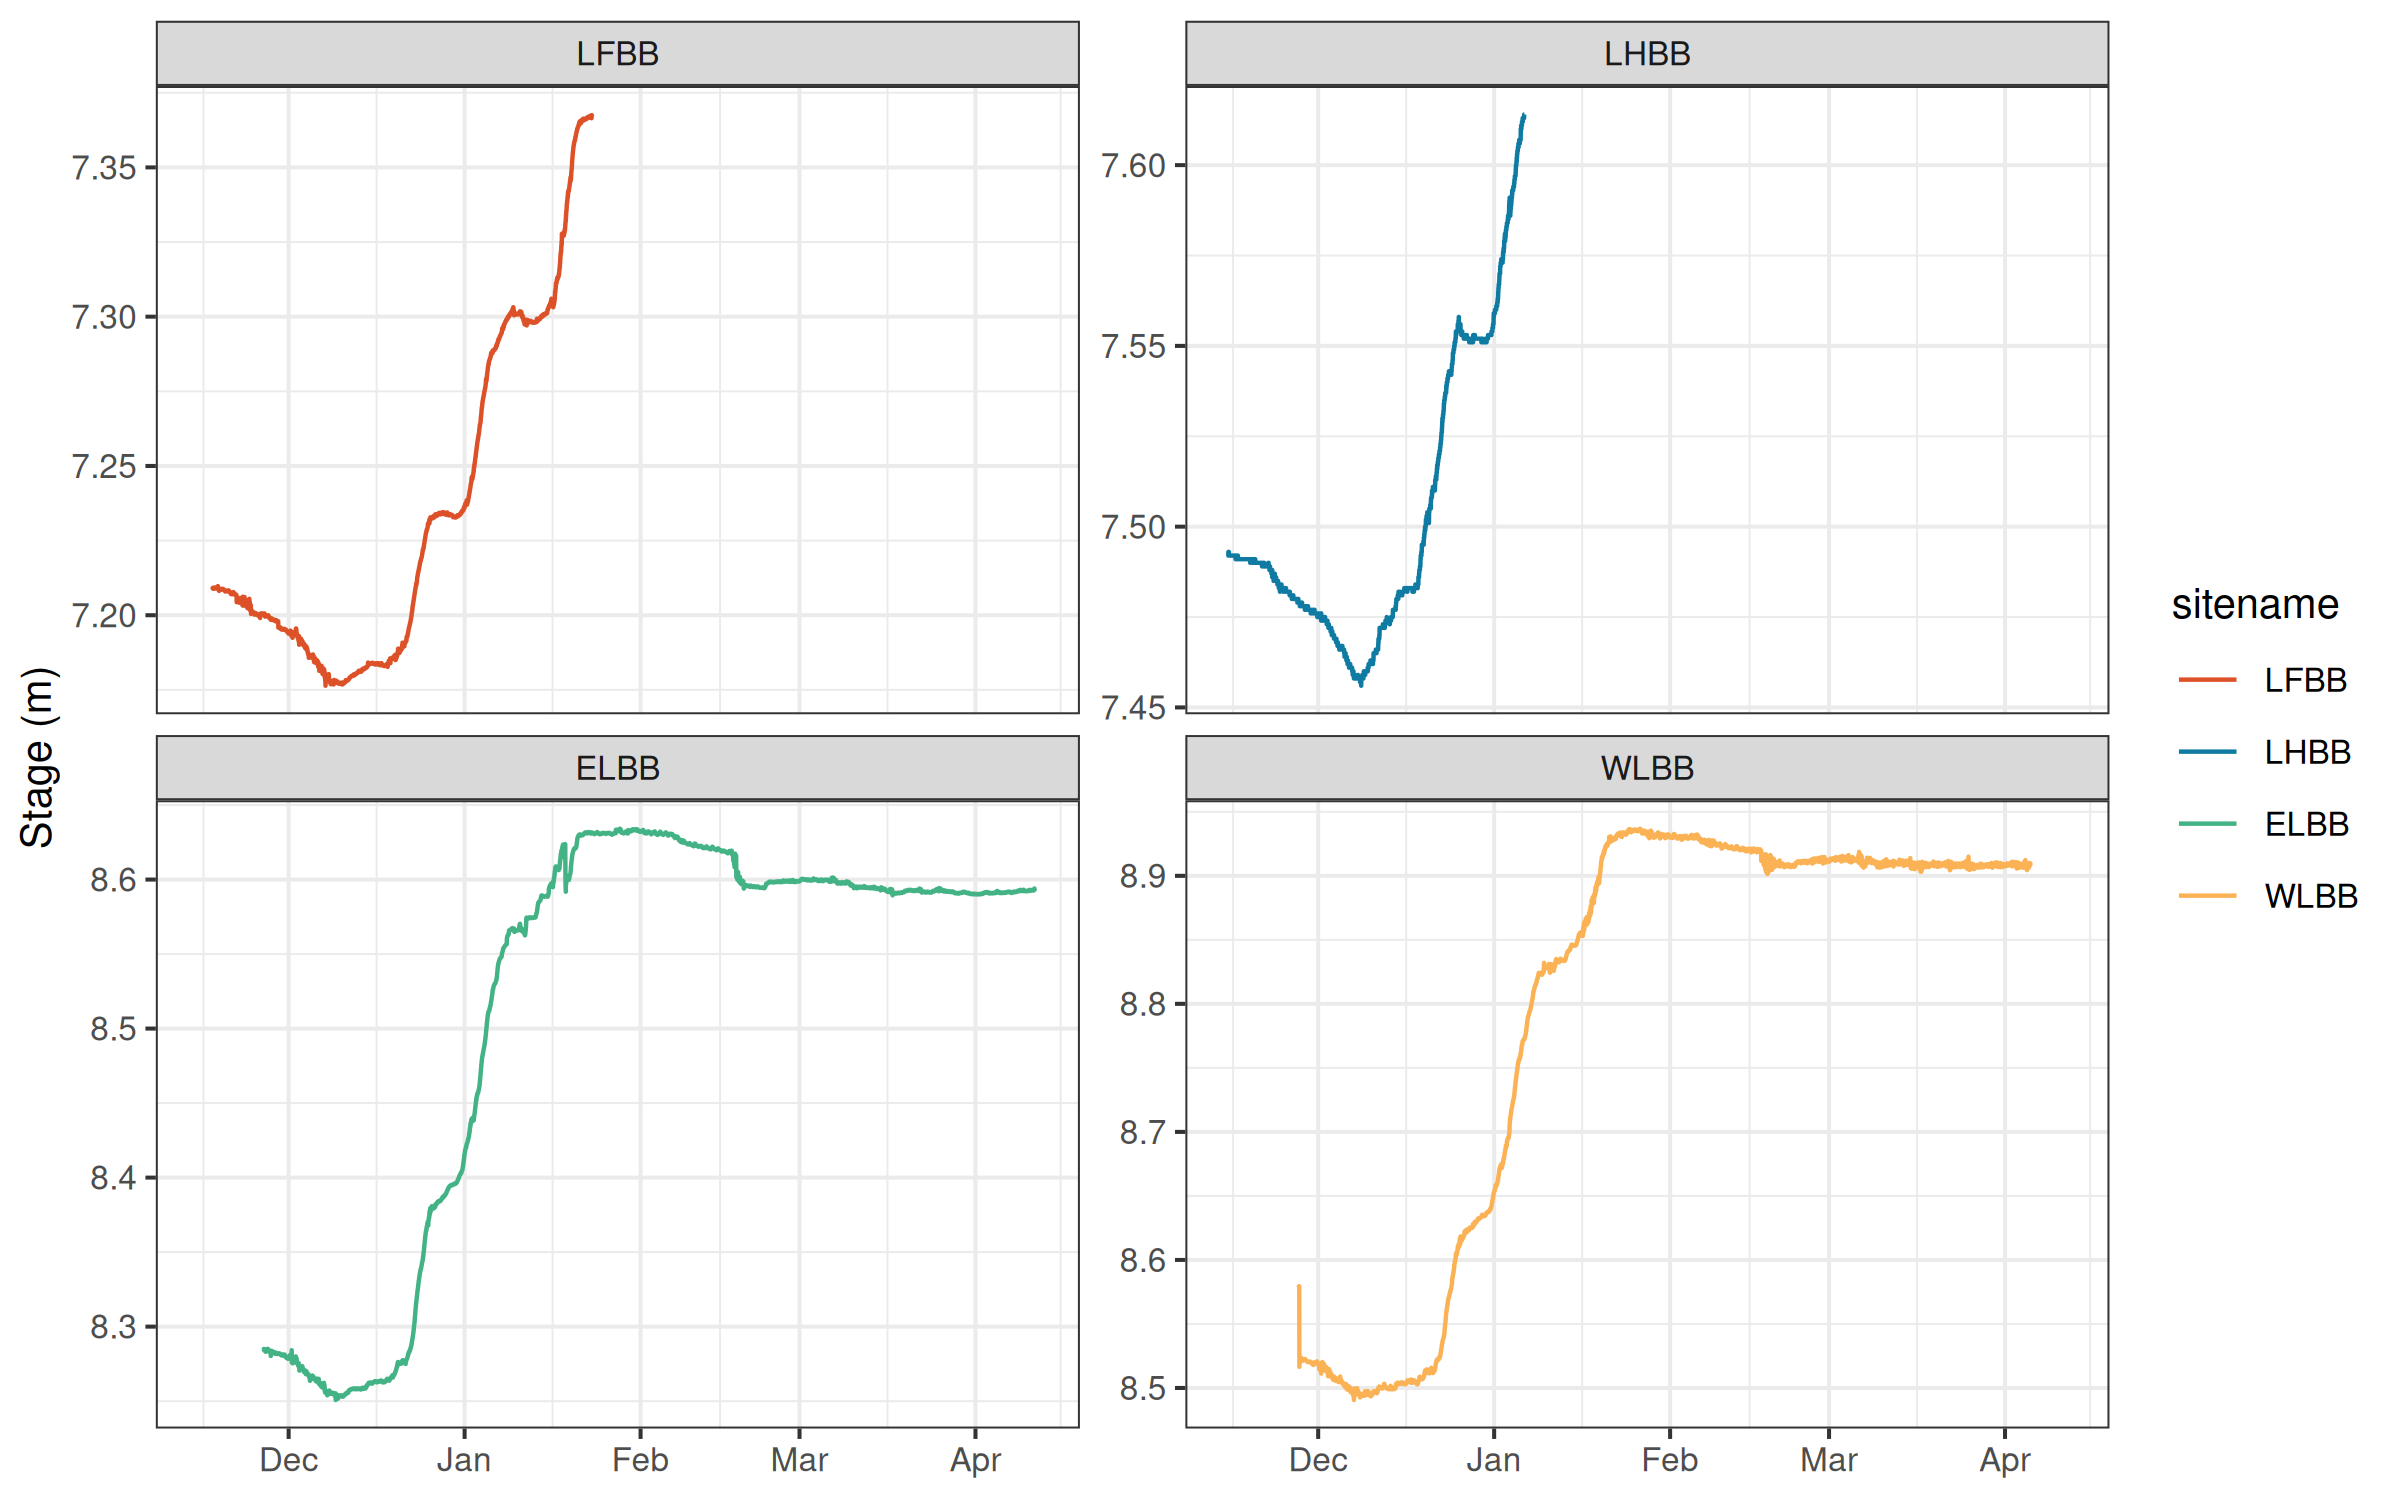 LFBB
LHBB
7.35
7.30
7.25
7.20
7.60
7.55
7.50
7.45
Stage (m)
ELBB
WLBB
8.6
8.5
8.4
8.3
8.9
8.8
8.7
8.6
8.5
Dec Jan Feb Mar Apr
Dec Jan Feb Mar Apr
sitename
LFBB
LHBB
ELBB
WLBB